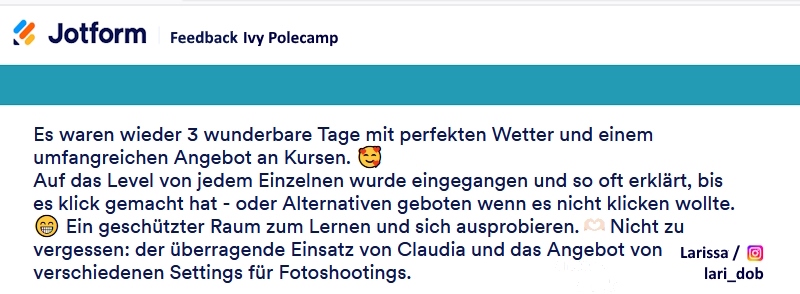 Jotform Feedback Ivy Polecamp
Es waren wieder 3 wunderbare Tage mit perfekten Wetter und einem
umfangreichen Angebot an Kursen. 🥰
Auf das Level von jedem Einzelnen wurde eingegangen und so oft erklärt, bis
es klick gemacht hat - oder Alternativen geboten wenn es nicht klicken wollte.
😁 Ein geschützter Raum zum Lernen und sich ausprobieren. 🫶🏻 Nicht zu
vergessen: der überragende Einsatz von Claudia und das Angebot von
verschiedenen Settings für Fotoshootings.
Larissa /
lari_dob